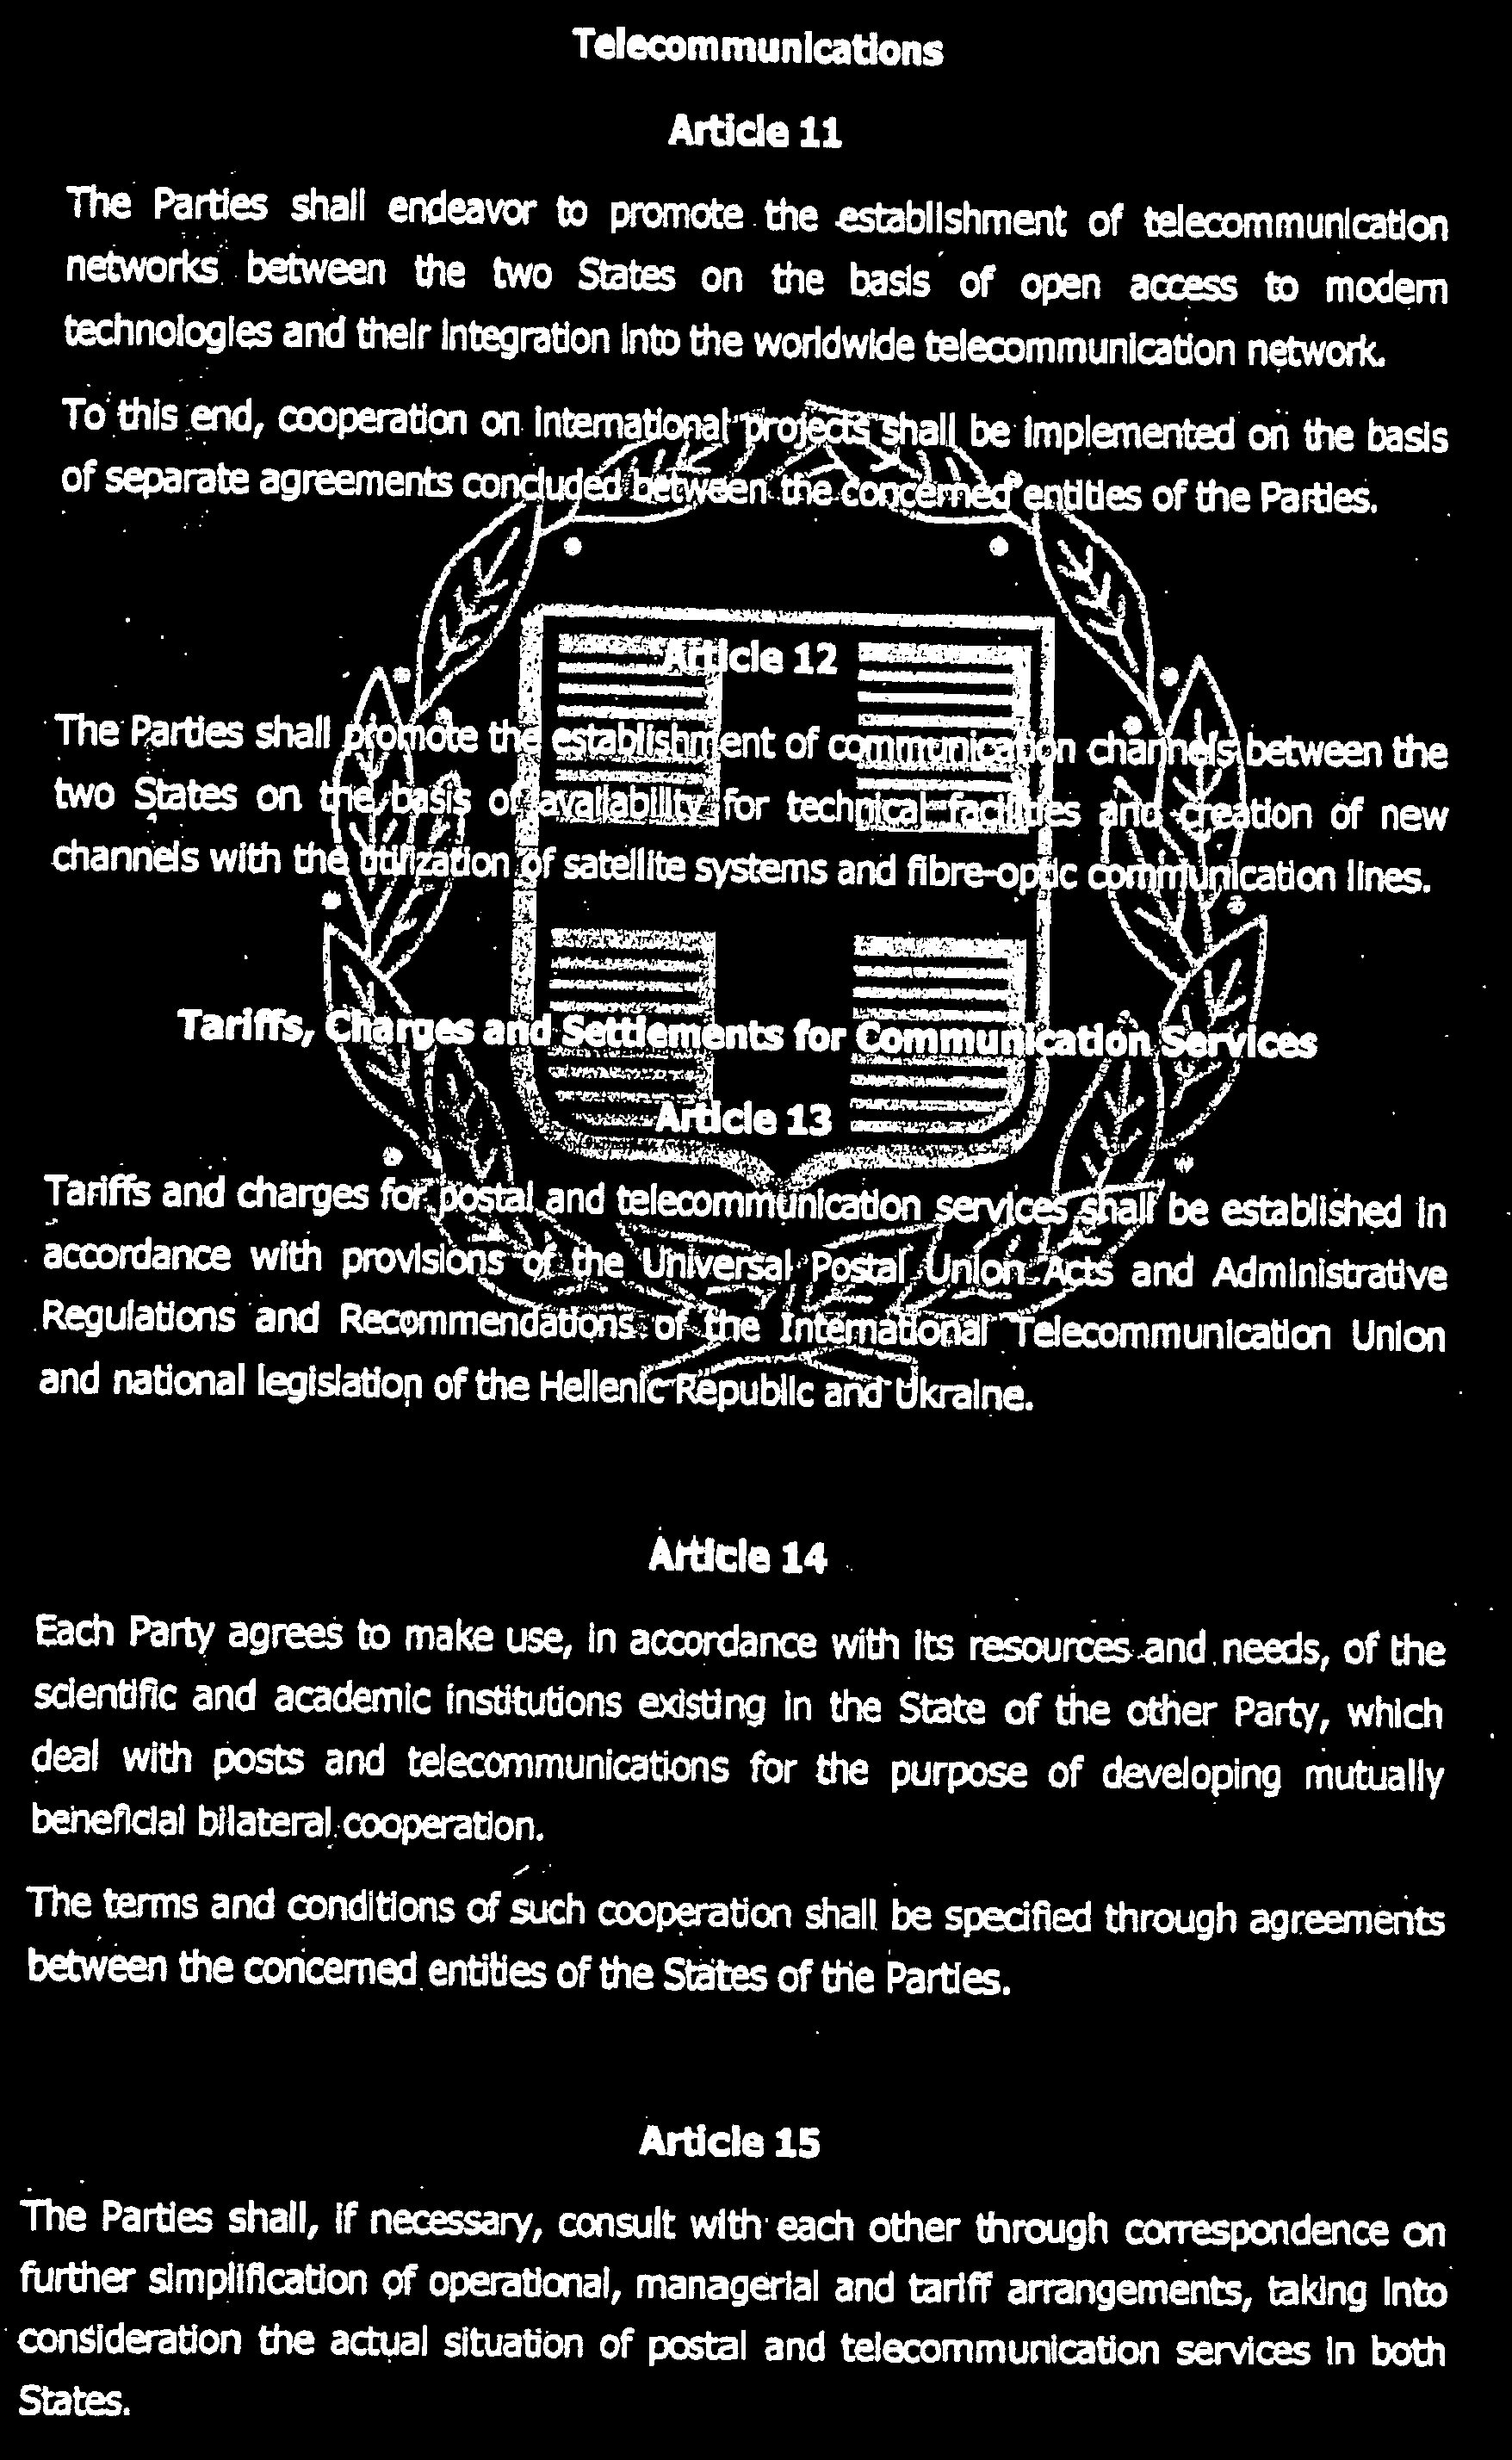 Telecommunications
Article 11
The Parties shall endeavor to promote the establishment of telecommunication
networks between the two States on the basis of open access to modern
technologies and their integration into the worldwide telecommunication network.
To this end, cooperation on international projects shall be implemented on the basis
of separate agreements concluded between the concerned entities of the Parties.
Article 12
The Parties shall promote the establishment of communication channels between the
two States on the basis of availability for technical facilities and creation of new
channels with the utilization of satellite systems and fibre-optic communication lines.
Tariffs, Charges and Settlements for Communication Services
Article 13
Tariffs and charges for postal and telecommunication services shall be established in
accordance with provisions of the Universal Postal Union Acts and Administrative
Regulations and Recommendations of the International Telecommunication Union
and national legislation of the Hellenic Republic and Ukraine.
Article 14
Each Party agrees to make use, in accordance with its resources and needs, of the
scientific and academic institutions existing in the State of the other Party, which
deal with posts and telecommunications for the purpose of developing mutually
beneficial bilateral cooperation.
The terms and conditions of such cooperation shall be specified through agreements
between the concerned entities of the States of the Parties.
Article 15
The Parties shall, if necessary, consult with each other through correspondence on
further simplification of operational, managerial and tariff arrangements, taking into
consideration the actual situation of postal and telecommunication services in both
States.